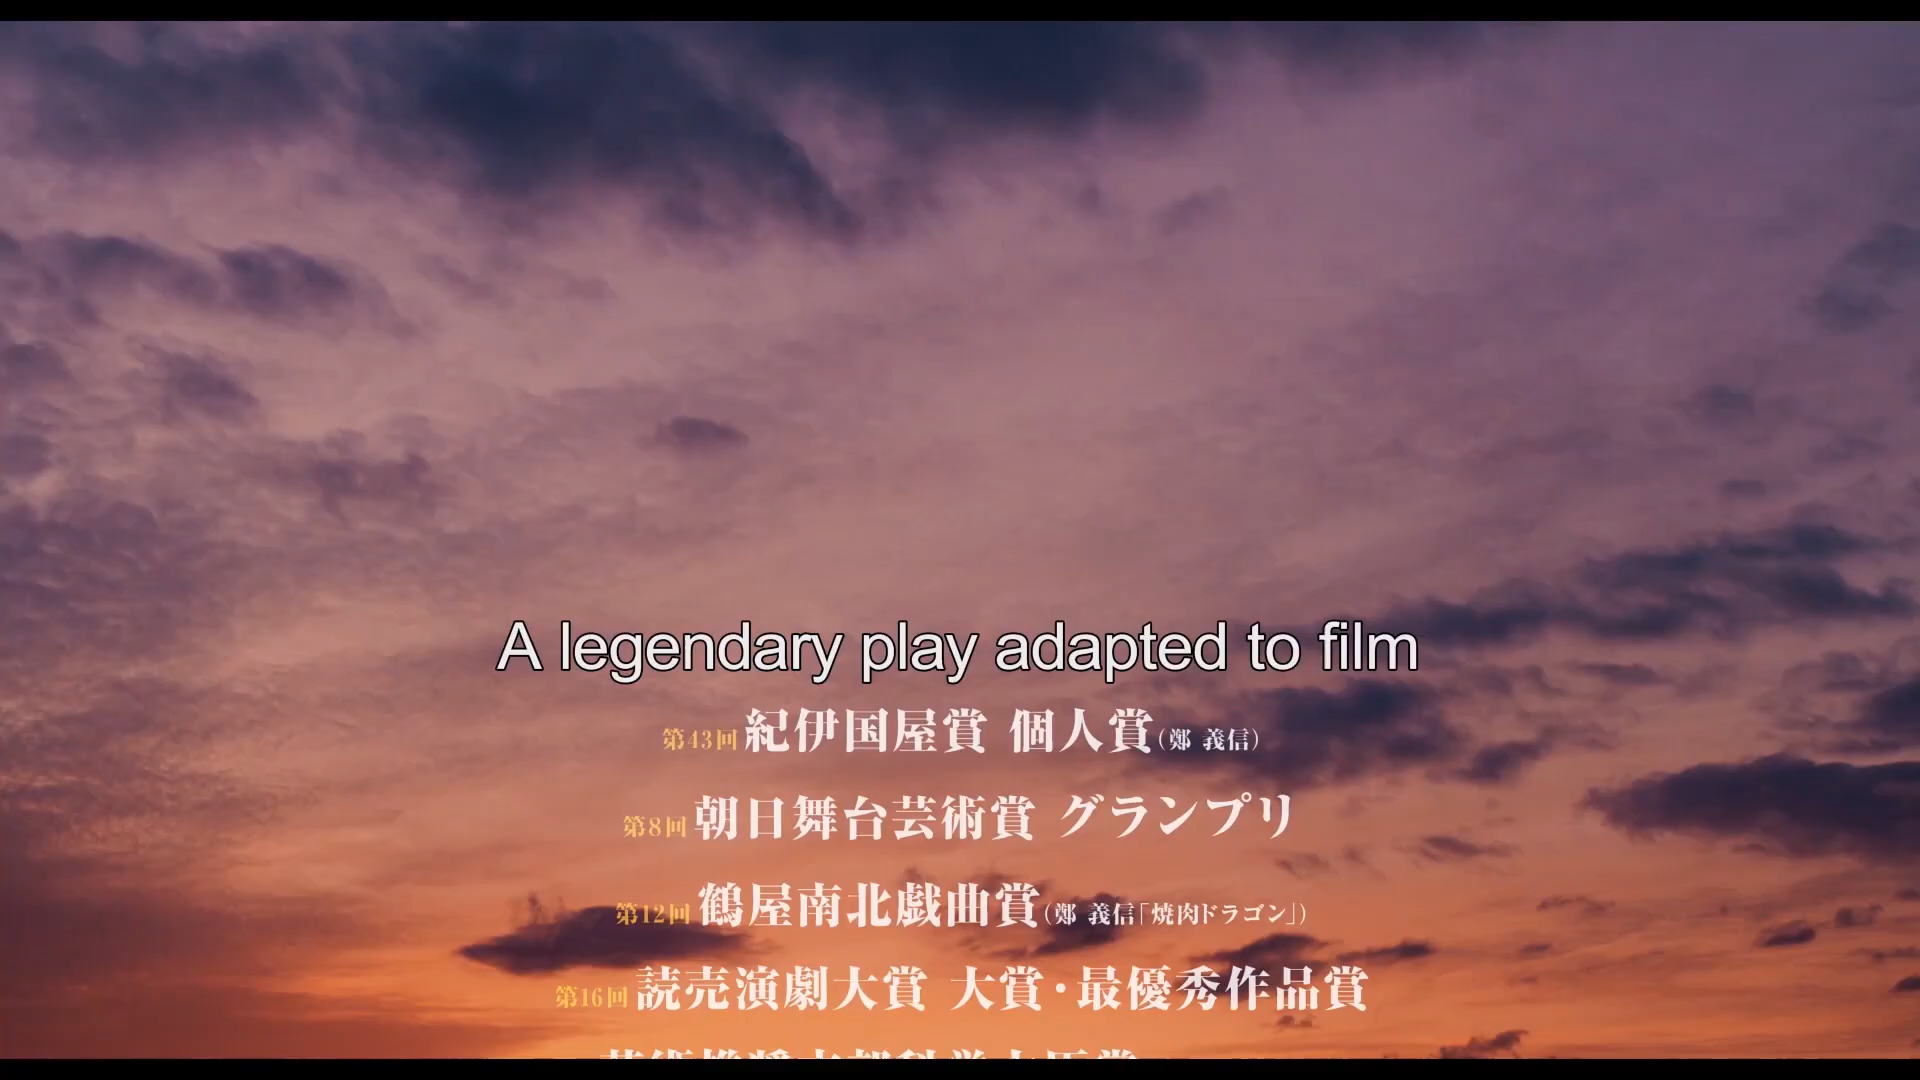 A legendary play adapted to film
第43回 紀伊国屋賞 個人賞(鄭 義信)
第8回 朝日舞台芸術賞 グランプリ
第12回 鶴屋南北戯曲賞(鄭 義信「焼肉ドラゴン」)
第16回 読売演劇大賞 大賞・最優秀作品賞